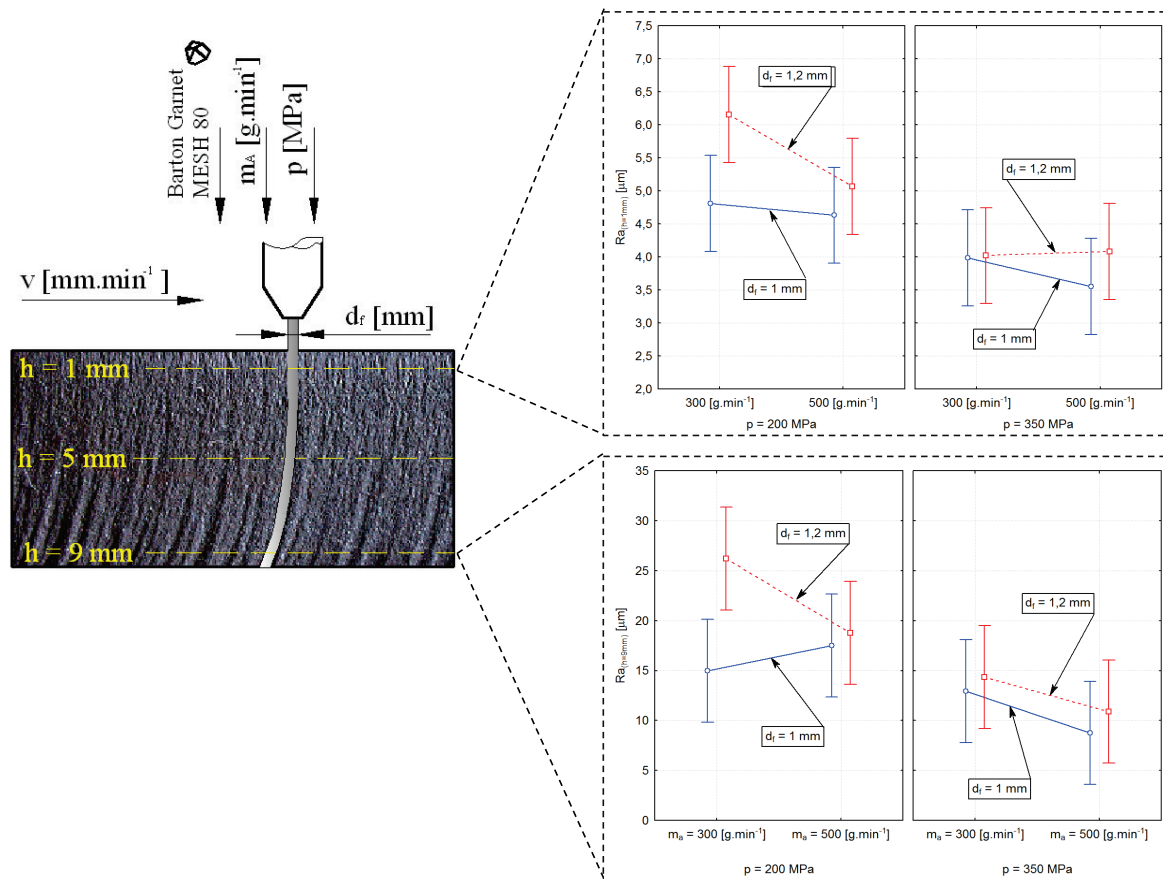 Barton Garnet
MESH 80
mA [g.min-1]
p [MPa]
v [mm.min-1]
df [mm]
h = 1 mm
h = 5 mm
h = 9 mm
Ra(h=1mm) [µm]
7,5
7,0
6,5
6,0
5,5
5,0
4,5
4,0
3,5
3,0
2,5
2,0
df = 1,2 mm
df = 1 mm
300 [g.min-1]
500 [g.min-1]
p = 200 MPa
df = 1,2 mm
df = 1 mm
300 [g.min-1]
500 [g.min-1]
p = 350 MPa
Ra(h=9mm) [µm]
35
30
25
20
15
10
5
0
df = 1,2 mm
df = 1 mm
ma = 300 [g.min-1]
ma = 500 [g.min-1]
p = 200 MPa
df = 1,2 mm
df = 1 mm
ma = 300 [g.min-1]
ma = 500 [g.min-1]
p = 350 MPa